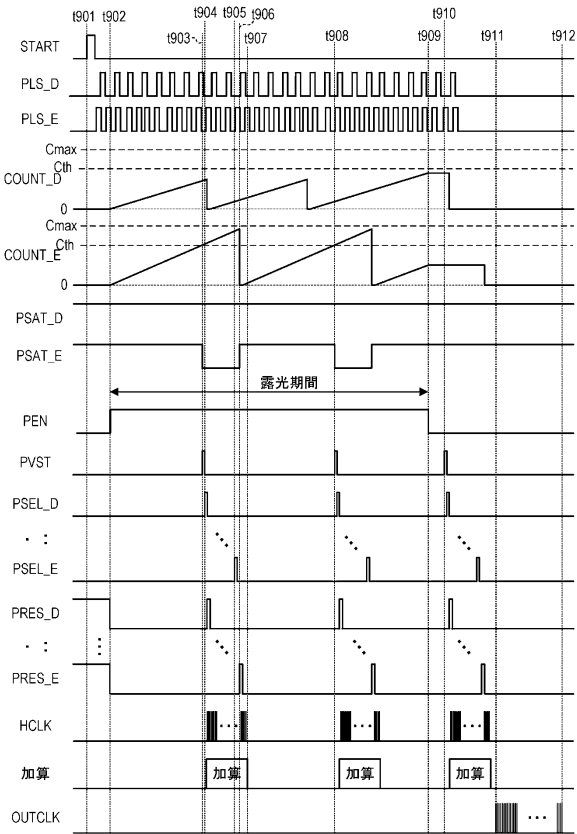 t901 t902 t904 t905 t906 t910
t903 t907 t908 t909 t911 t912
START
PLS_D
PLS_E
Cmax
Cth
COUNT_D
0
Cmax
Cth
COUNT_E
0
PSAT_D
PSAT_E
露光期間
PEN
PVST
PSEL_D
PSEL_E
PRES_D
PRES_E
HCLK
加算 加算 加算 加算
OUTCLK